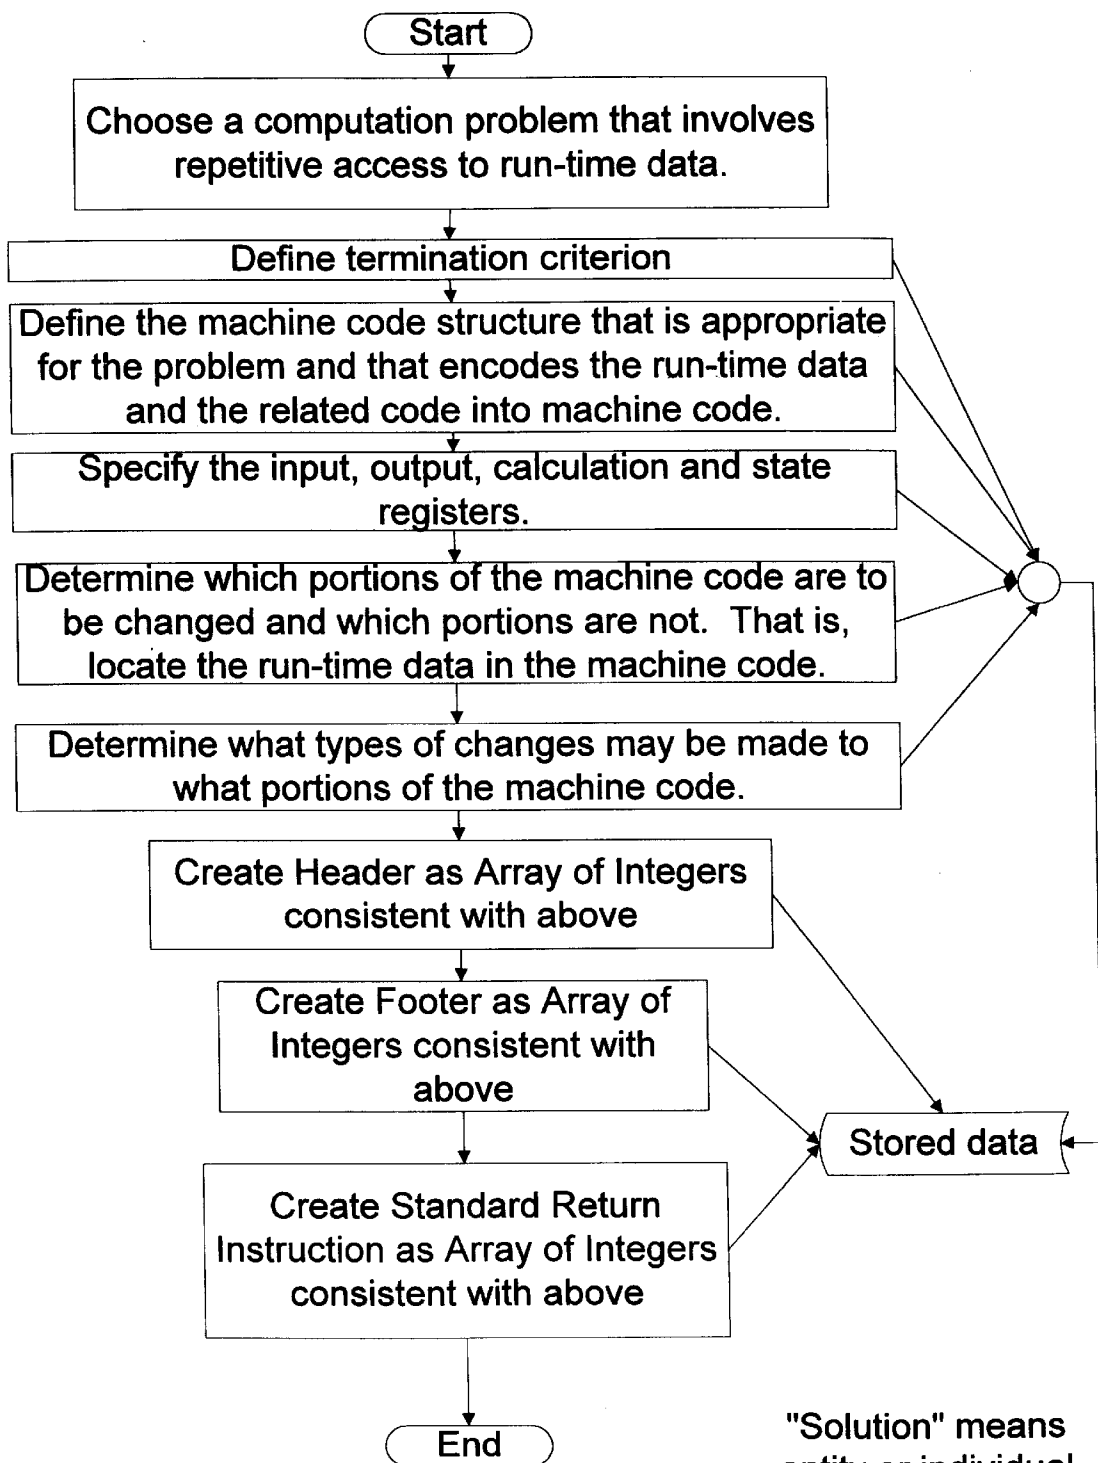 Start
Choose a computation problem that involves
repetitive access to run-time data.
Define termination criterion
Define the machine code structure that is appropriate
for the problem and that encodes the run-time data
and the related code into machine code.
Specify the input, output, calculation and state
registers.
Determine which portions of the machine code are to
be changed and which portions are not. That is,
locate the run-time data in the machine code.
Determine what types of changes may be made to
what portions of the machine code.
Create Header as Array of Integers
consistent with above
Create Footer as Array of
Integers consistent with
above
Stored data
Create Standard Return
Instruction as Array of Integers
consistent with above
End
"Solution" means
entity or individual